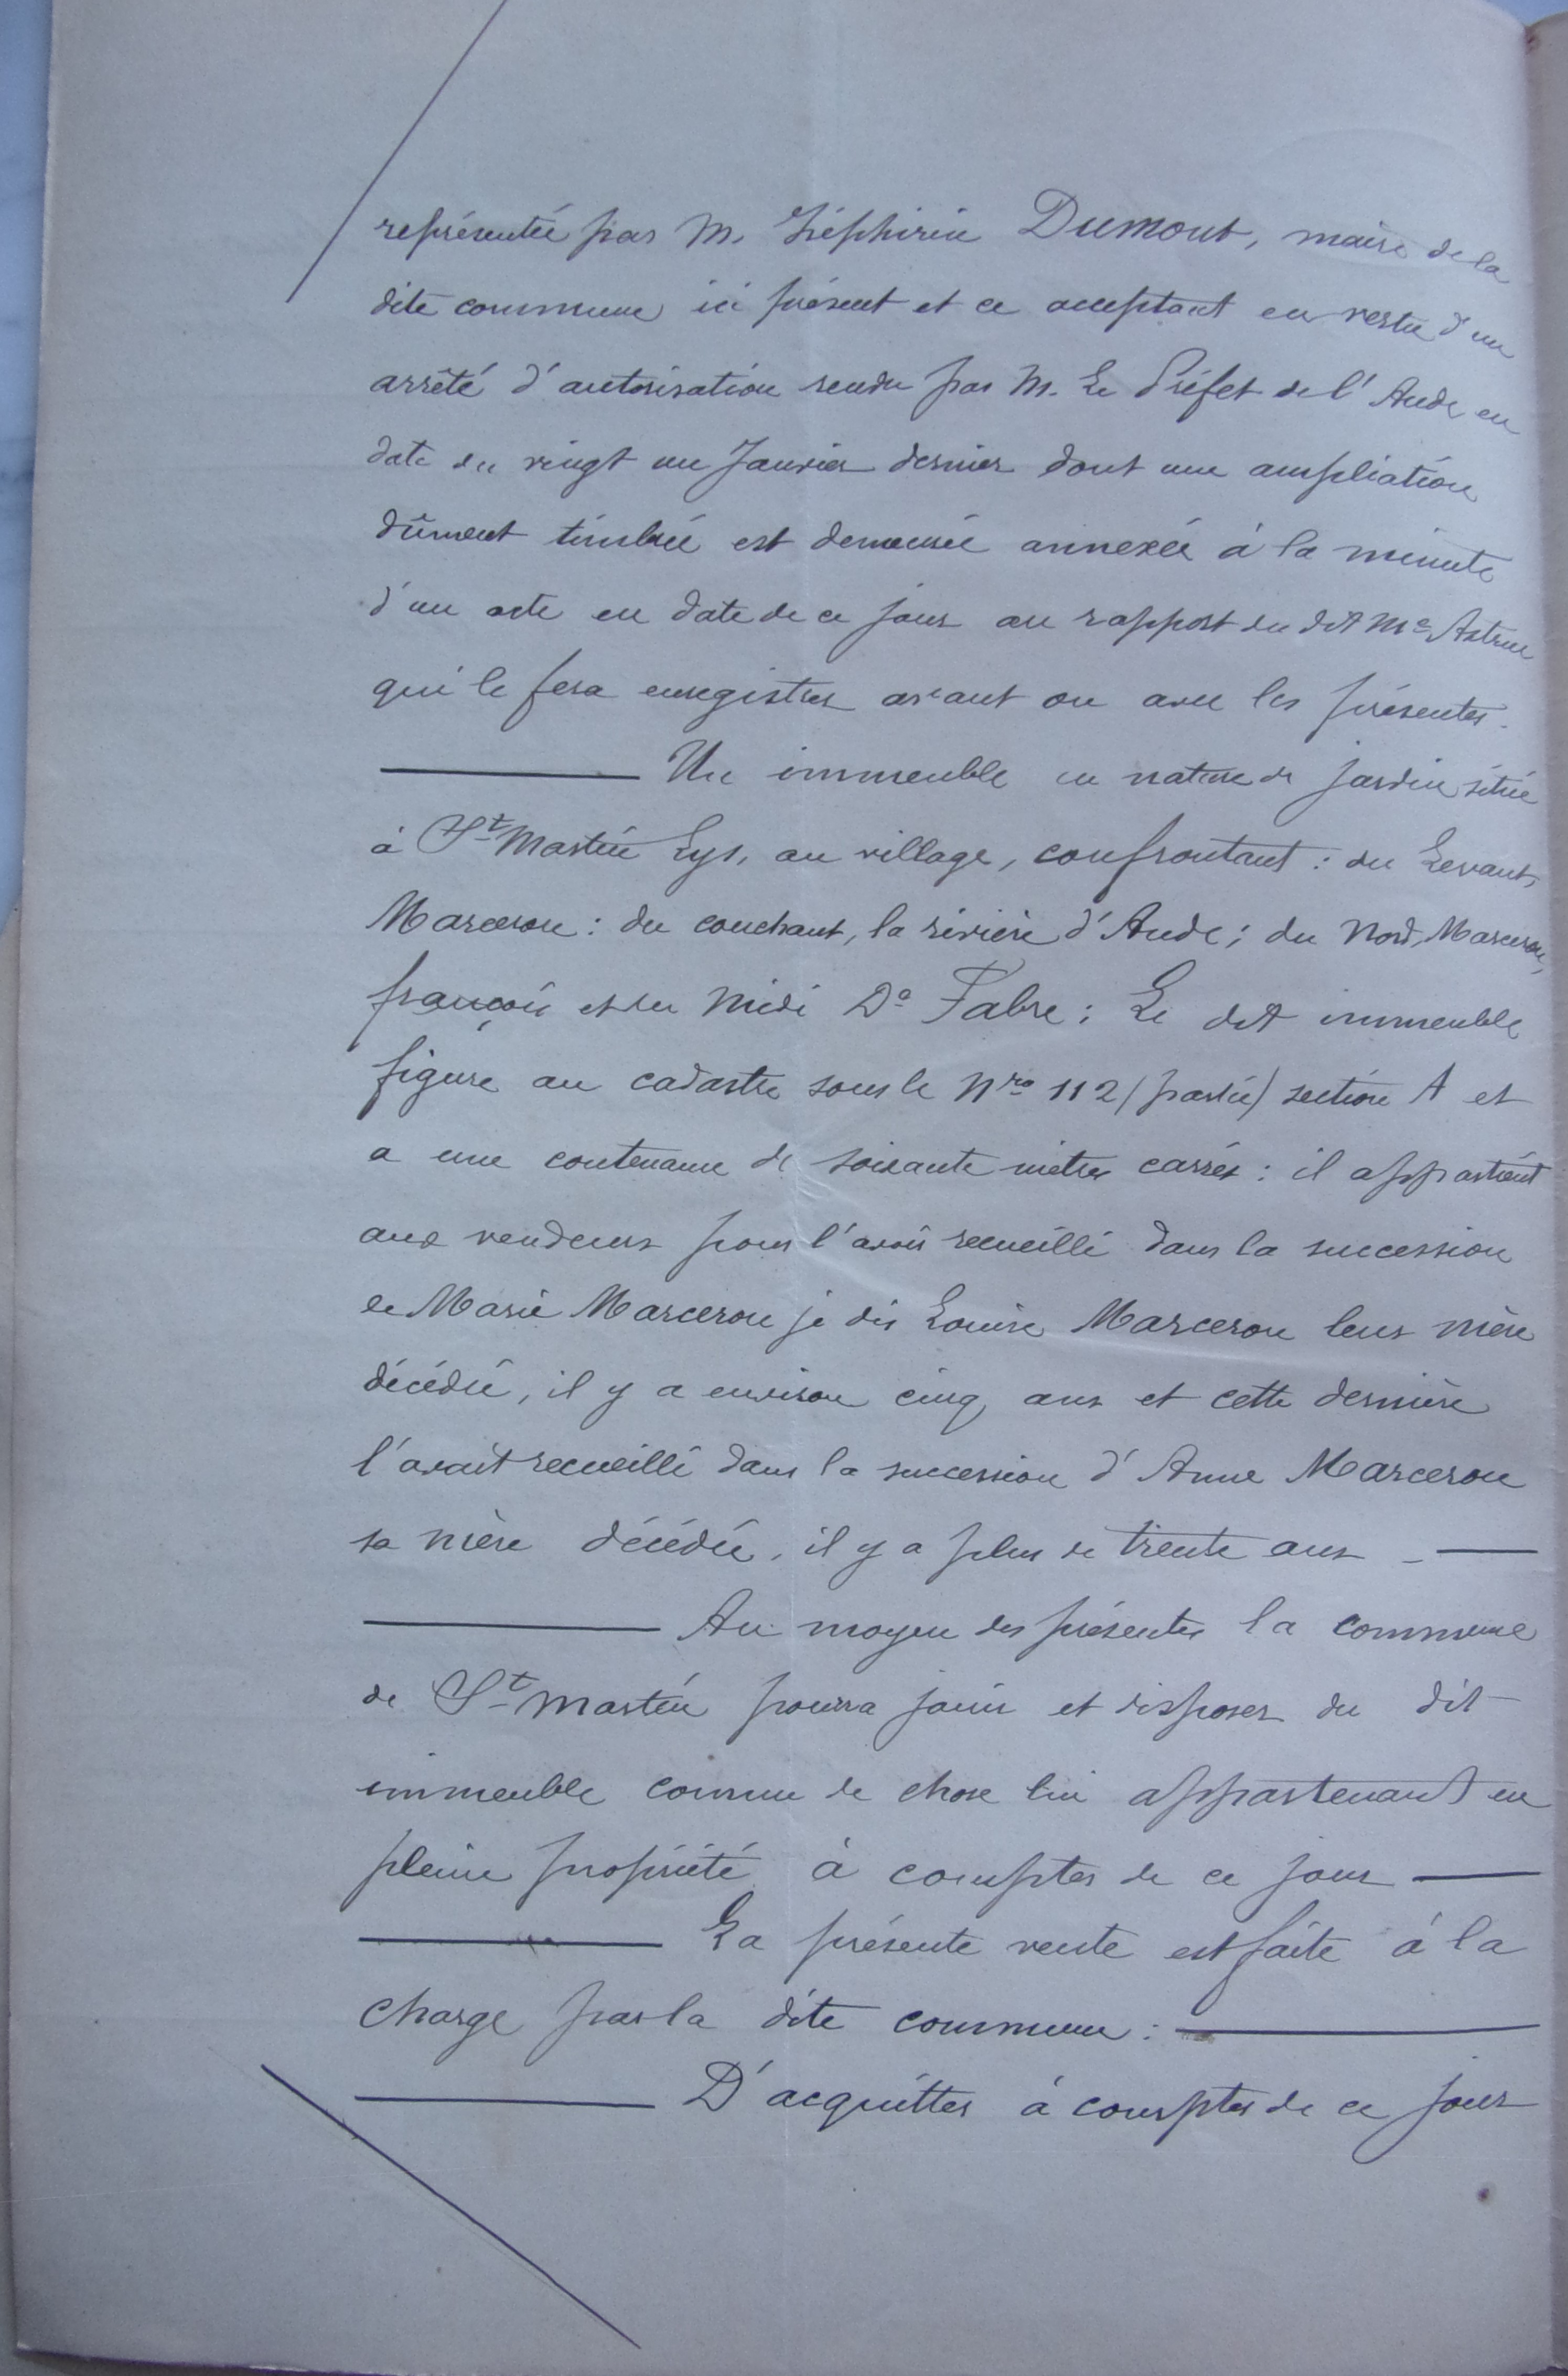 représentée par M. Zéphirin Dumont, maire de la
dite commune ici présent et ce acceptant en vertu d'un
arrêté d'autorisation rendu par M. Le Préfet de l'Aude en
date du vingt un Janvier dernier dont une ampliation
dûment timbrée est demeurée annexée à la minute
d'un acte en date de ce jour au rapport du dit Me Astruc
qui le fera enregistrer avant ou avec les présentes.
Un immeuble en nature de jardin situé
à St Martin Lys, au village, confrontant : du Levant,
Marceron : du couchant, la rivière d'Aude ; du Nord, Marceron,
françois et du Midi Do Fabre ; Le dit immeuble
figure au cadastre sous le Nro 112 (partie) section A et
a une contenance de soixante mètres carrés : il appartient
aux vendeurs pour l'avoir recueilli dans la succession
de Marie Marceron je dis Louise Marceron leur mère
décédée, il y a environ cinq ans et cette dernière
l'avait recueilli dans la succession d'Anne Marceron
sa mère décédée, il y a plus de trente ans
Au moyen des présentes la commune
de St Martin pourra jouir et disposer du dit
immeuble comme de chose lui appartenant en
pleine propriété à compter de ce jour
La présente vente est faite à la
charge par la dite commune :
D'acquitter à compter de ce jour